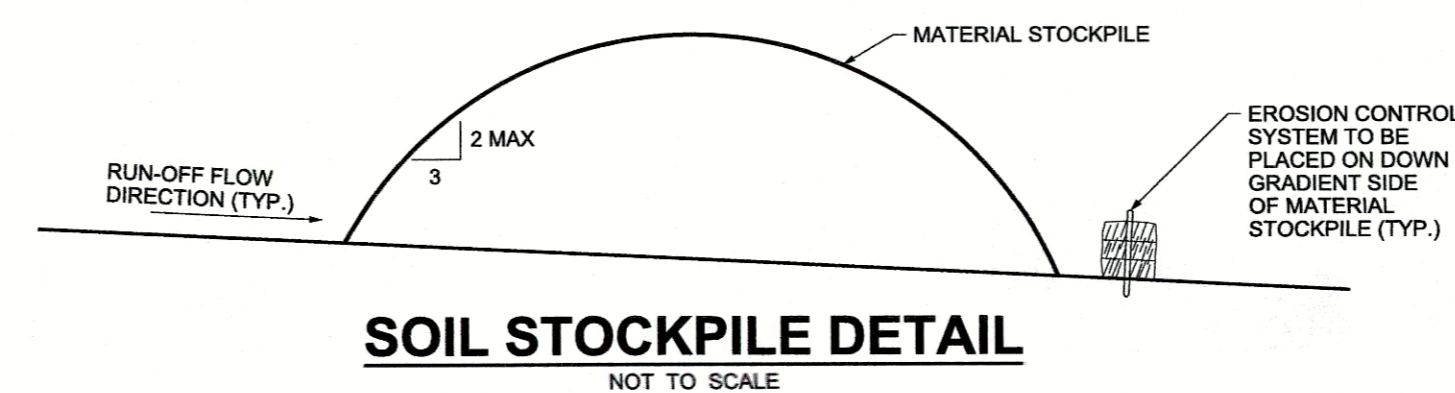 MATERIAL STOCKPILE
EROSION CONTROL
SYSTEM TO BE
PLACED ON DOWN
GRADIENT SIDE
OF MATERIAL
STOCKPILE (TYP.)
2 MAX
3
RUN-OFF FLOW
DIRECTION (TYP.)
SOIL STOCKPILE DETAIL
NOT TO SCALE